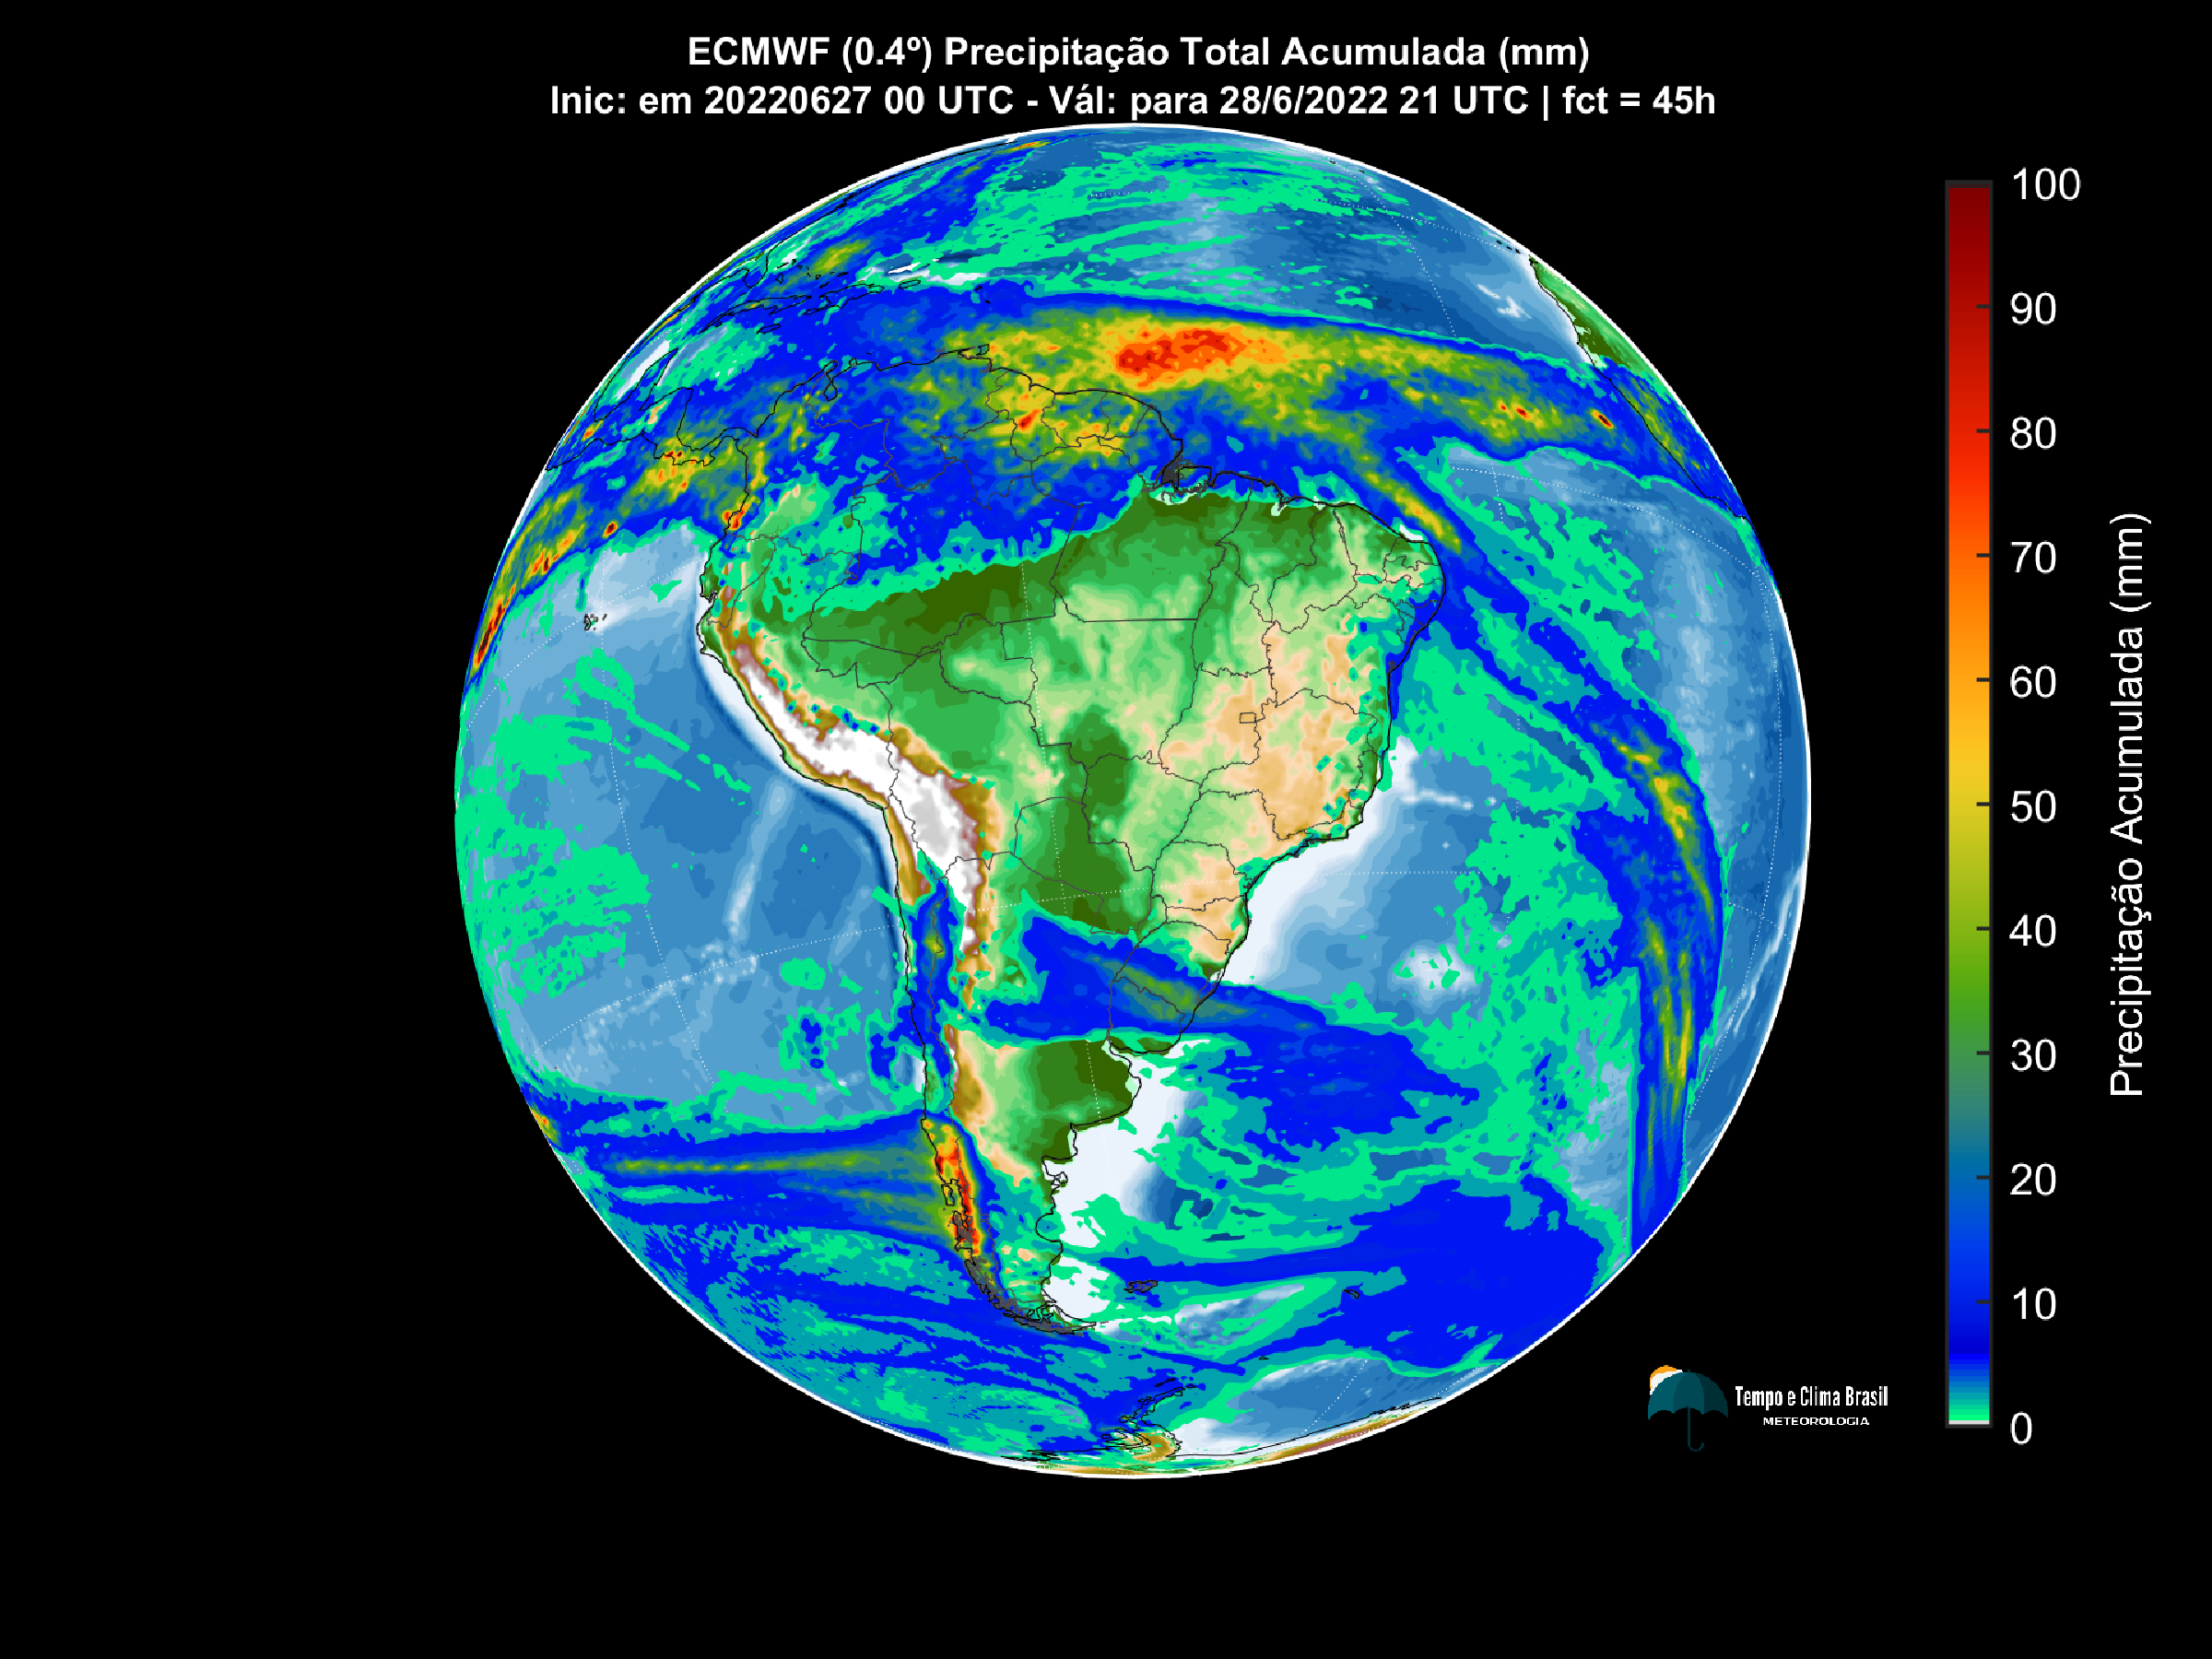 ECMWF (0.4º) Precipitação Total Acumulada (mm)
Inic: em 20220627 00 UTC - Vál: para 28/6/2022 21 UTC | fct = 45h
100
90
80
70
60
50
40
30
20
10
0
Precipitação Acumulada (mm)
Tempo e Clima Brasil
METEOROLOGIA